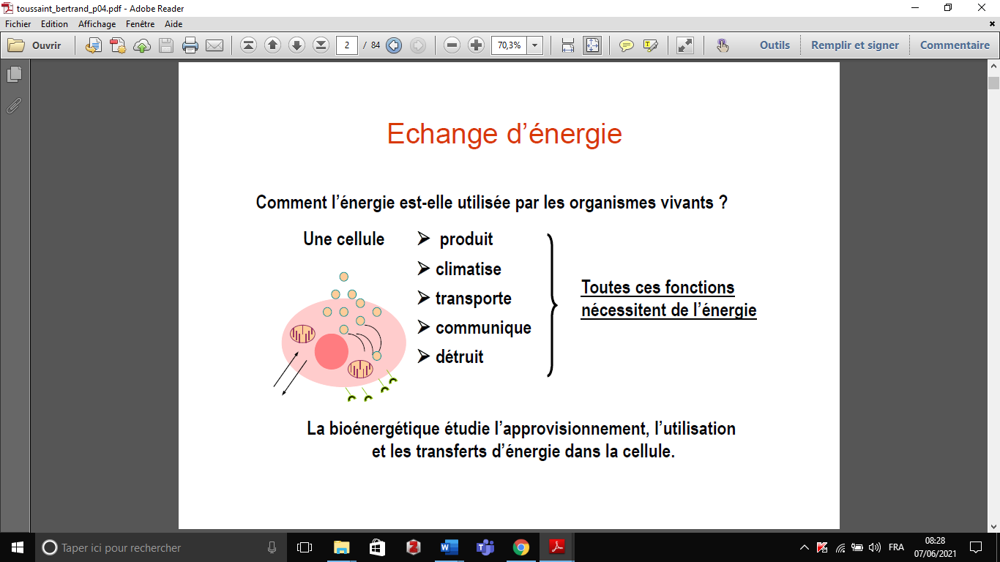 toussaint_bertrand_p04.pdf - Adobe Reader
Fichier Edition Affichage Fenêtre Aide
Ouvrir 2 / 84 70,3% Outils Remplir et signer Commentaire
Echange d’énergie
Comment l’énergie est-elle utilisée par les organismes vivants ?
Une cellule
➢ produit
➢ climatise
➢ transporte
➢ communique
➢ détruit
Toutes ces fonctions
nécessitent de l’énergie
La bioénergétique étudie l’approvisionnement, l’utilisation
et les transferts d’énergie dans la cellule.
Taper ici pour rechercher
FRA
08:28
07/06/2021